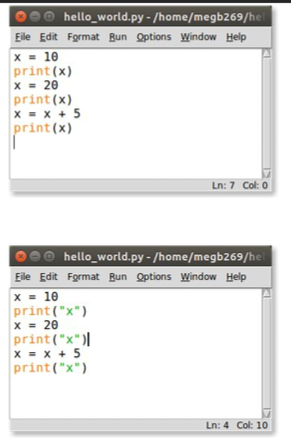 hello_world.py - /home/megb269/he
File Edit Format Run Options Window Help
x = 10
print(x)
x = 20
print(x)
x = x + 5
print(x)
Ln: 7 Col: 0
hello_world.py - /home/megb269/he
File Edit Format Run Options Window Help
x = 10
print("x")
x = 20
print("x")
x = x + 5
print("x")
Ln: 4 Col: 10